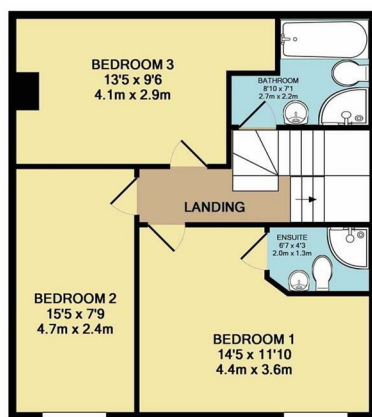 BEDROOM 3
13'5 x 9'6
4.1m x 2.9m
BATHROOM
8'10 x 7'1
2.7m x 2.2m
LANDING
ENSUITE
6'7 x 4'3
2.0m x 1.3m
BEDROOM 2
15'5 x 7'9
4.7m x 2.4m
BEDROOM 1
14'5 x 11'10
4.4m x 3.6m